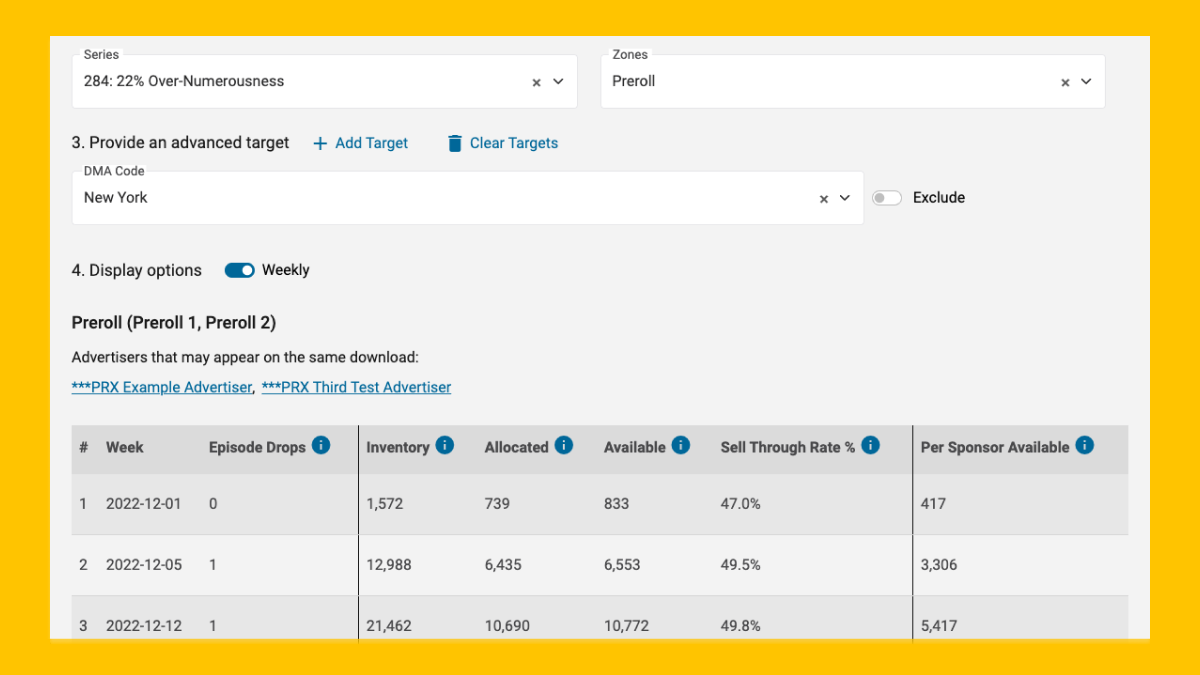 Series
Zones
284: 22% Over-Numerousness
Preroll
3. Provide an advanced target + Add Target Clear Targets
DMA Code
New York
Exclude
4. Display options Weekly
Preroll (Preroll 1, Preroll 2)
Advertisers that may appear on the same download:
***PRX Example Advertiser, ***PRX Third Test Advertiser
# Week Episode Drops Inventory Allocated Available Sell Through Rate % Per Sponsor Available
1 2022-12-01 0 1,572 739 833 47.0% 417
2 2022-12-05 1 12,988 6,435 6,553 49.5% 3,306
3 2022-12-12 1 21,462 10,690 10,772 49.8% 5,417